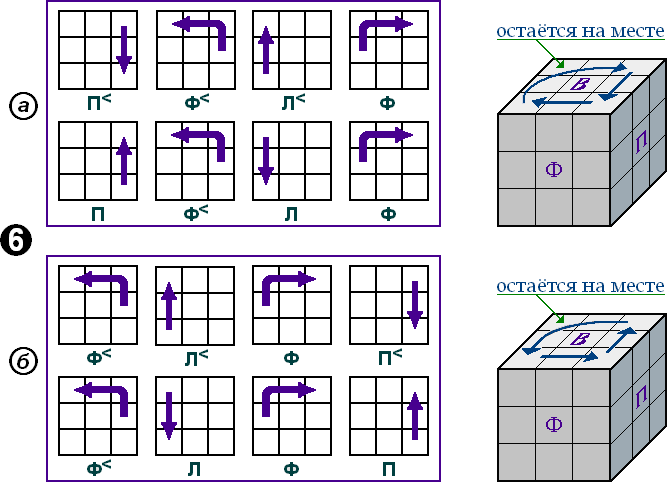 остаётся на месте
П< Ф< Л< Ф
а
В
Ф П
П Ф< Л Ф
6
остаётся на месте
Ф< Л< Ф П<
б
В
Ф П
Ф< Л Ф П